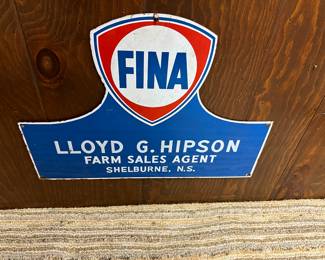 FINA
LLOYD G. HIPSON
FARM SALES AGENT
SHELBURNE, N.S.